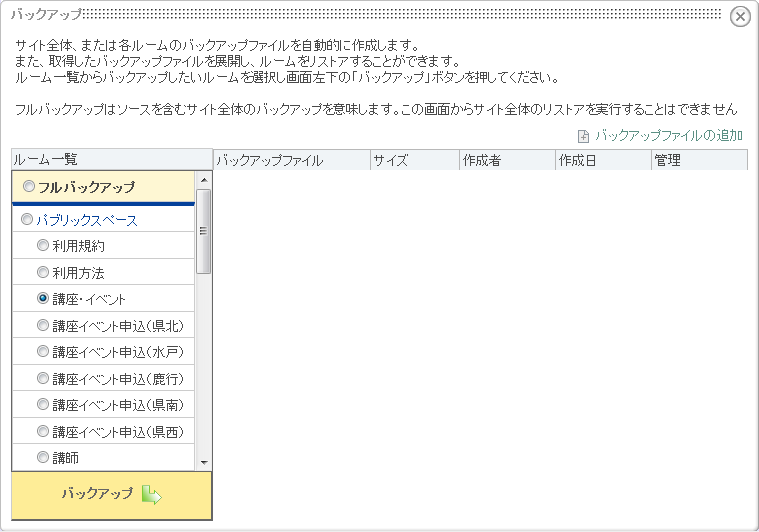 バックアップ
サイト全体、または各ルームのバックアップファイルを自動的に作成します。
また、取得したバックアップファイルを展開し、ルームをリストアすることができます。
ルーム一覧からバックアップしたいルームを選択し画面左下の「バックアップ」ボタンを押してください。
フルバックアップはソースを含むサイト全体のバックアップを意味します。この画面からサイト全体のリストアを実行することはできません
バックアップファイルの追加
ルーム一覧 バックアップファイル サイズ 作成者 作成日 管理
フルバックアップ
パブリックスペース
利用規約
利用方法
講座・イベント
講座イベント申込(県北)
講座イベント申込(水戸)
講座イベント申込(鹿行)
講座イベント申込(県南)
講座イベント申込(県西)
講師
バックアップ